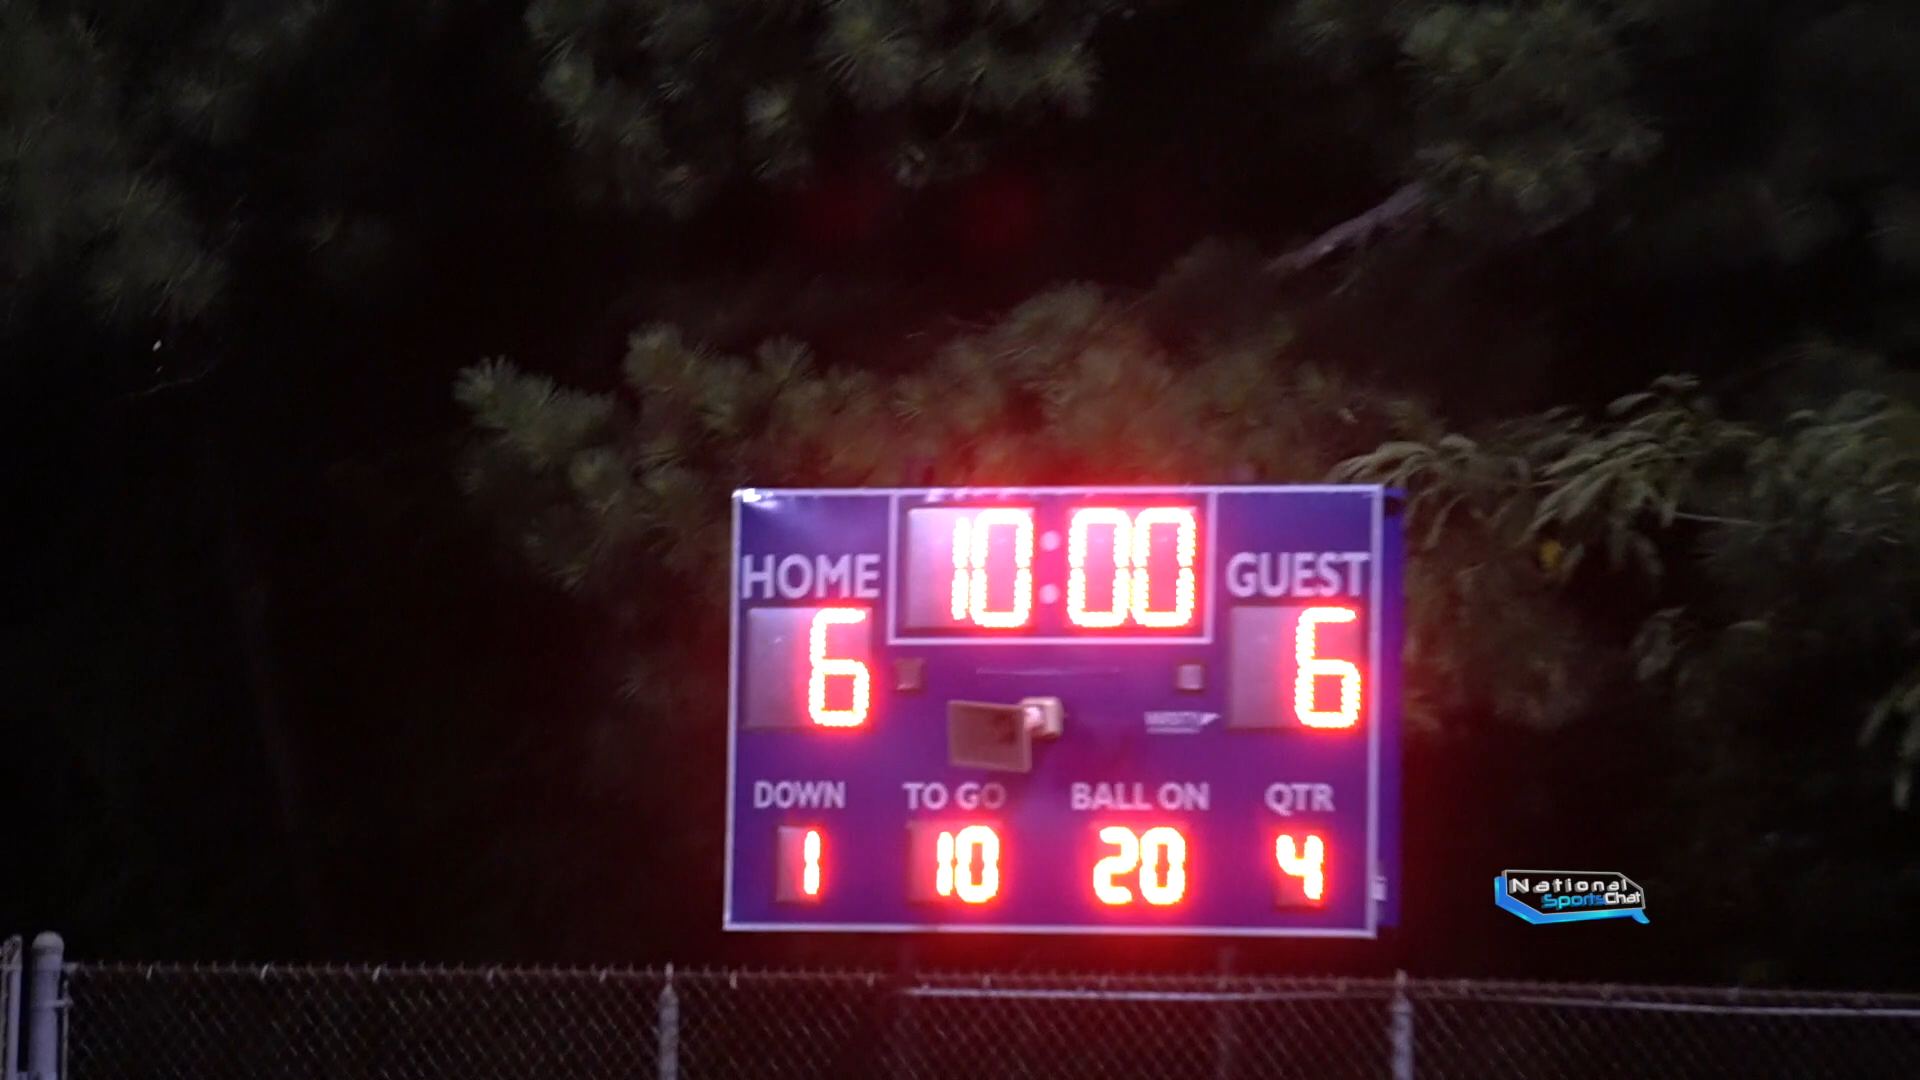 10:00
HOME GUEST
6 6
DOWN TO GO BALL ON QTR
1 10 20 4
National
SportsChat